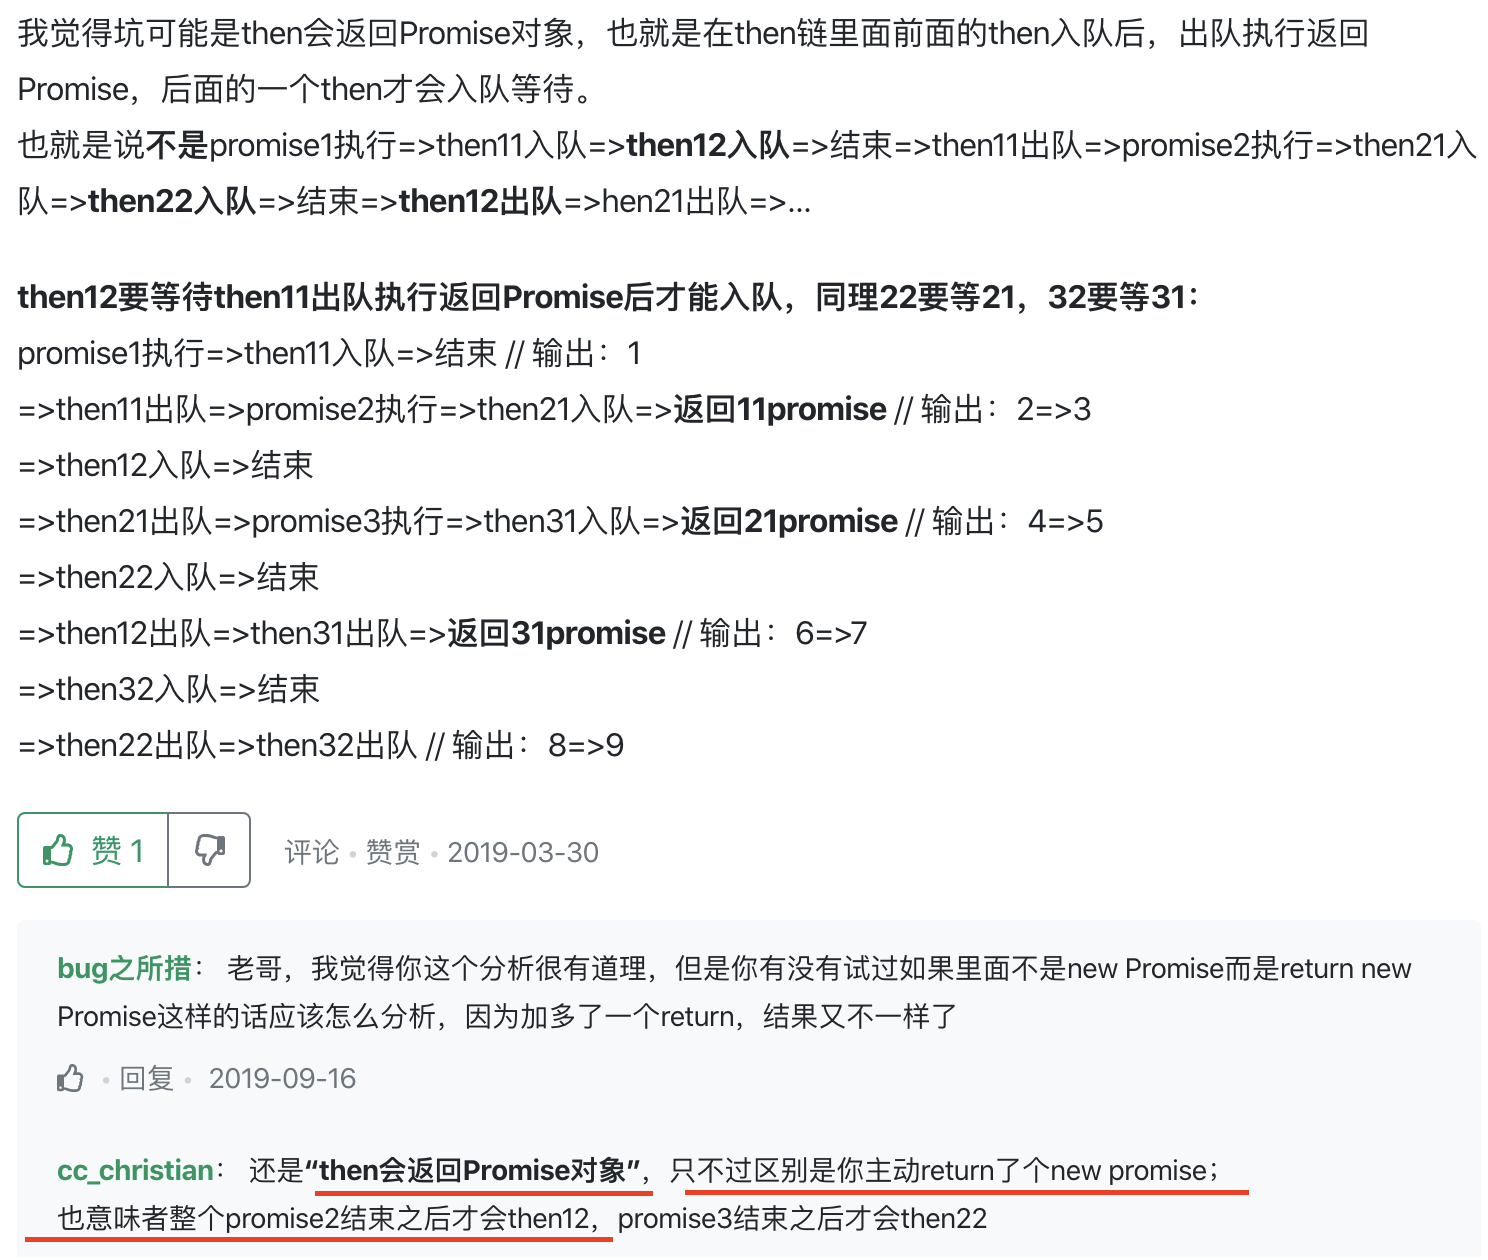 我觉得坑可能是then会返回Promise对象，也就是在then链里面前面的then入队后，出队执行返回
Promise，后面的一个then才会入队等待。
也就是说不是promise1执行=>then11入队=>then12入队=>结束=>then11出队=>promise2执行=>then21入
队=>then22入队=>结束=>then12出队=>hen21出队=>...
then12要等待then11出队执行返回Promise后才能入队，同理22要等21，32要等31：
promise1执行=>then11入队=>结束 // 输出：1
=>then11出队=>promise2执行=>then21入队=>返回11promise // 输出：2=>3
=>then12入队=>结束
=>then21出队=>promise3执行=>then31入队=>返回21promise // 输出：4=>5
=>then22入队=>结束
=>then12出队=>then31出队=>返回31promise // 输出：6=>7
=>then32入队=>结束
=>then22出队=>then32出队 // 输出：8=>9
赞 1 评论 • 赞赏 • 2019-03-30
bug之所措： 老哥，我觉得你这个分析很有道理，但是你有没有试过如果里面不是new Promise而是return new
Promise这样的话应该怎么分析，因为加多了一个return，结果又不一样了
• 回复 • 2019-09-16
cc_christian： 还是“then会返回Promise对象”，只不过区别是你主动return了个new promise；
也意味者整个promise2结束之后才会then12，promise3结束之后才会then22